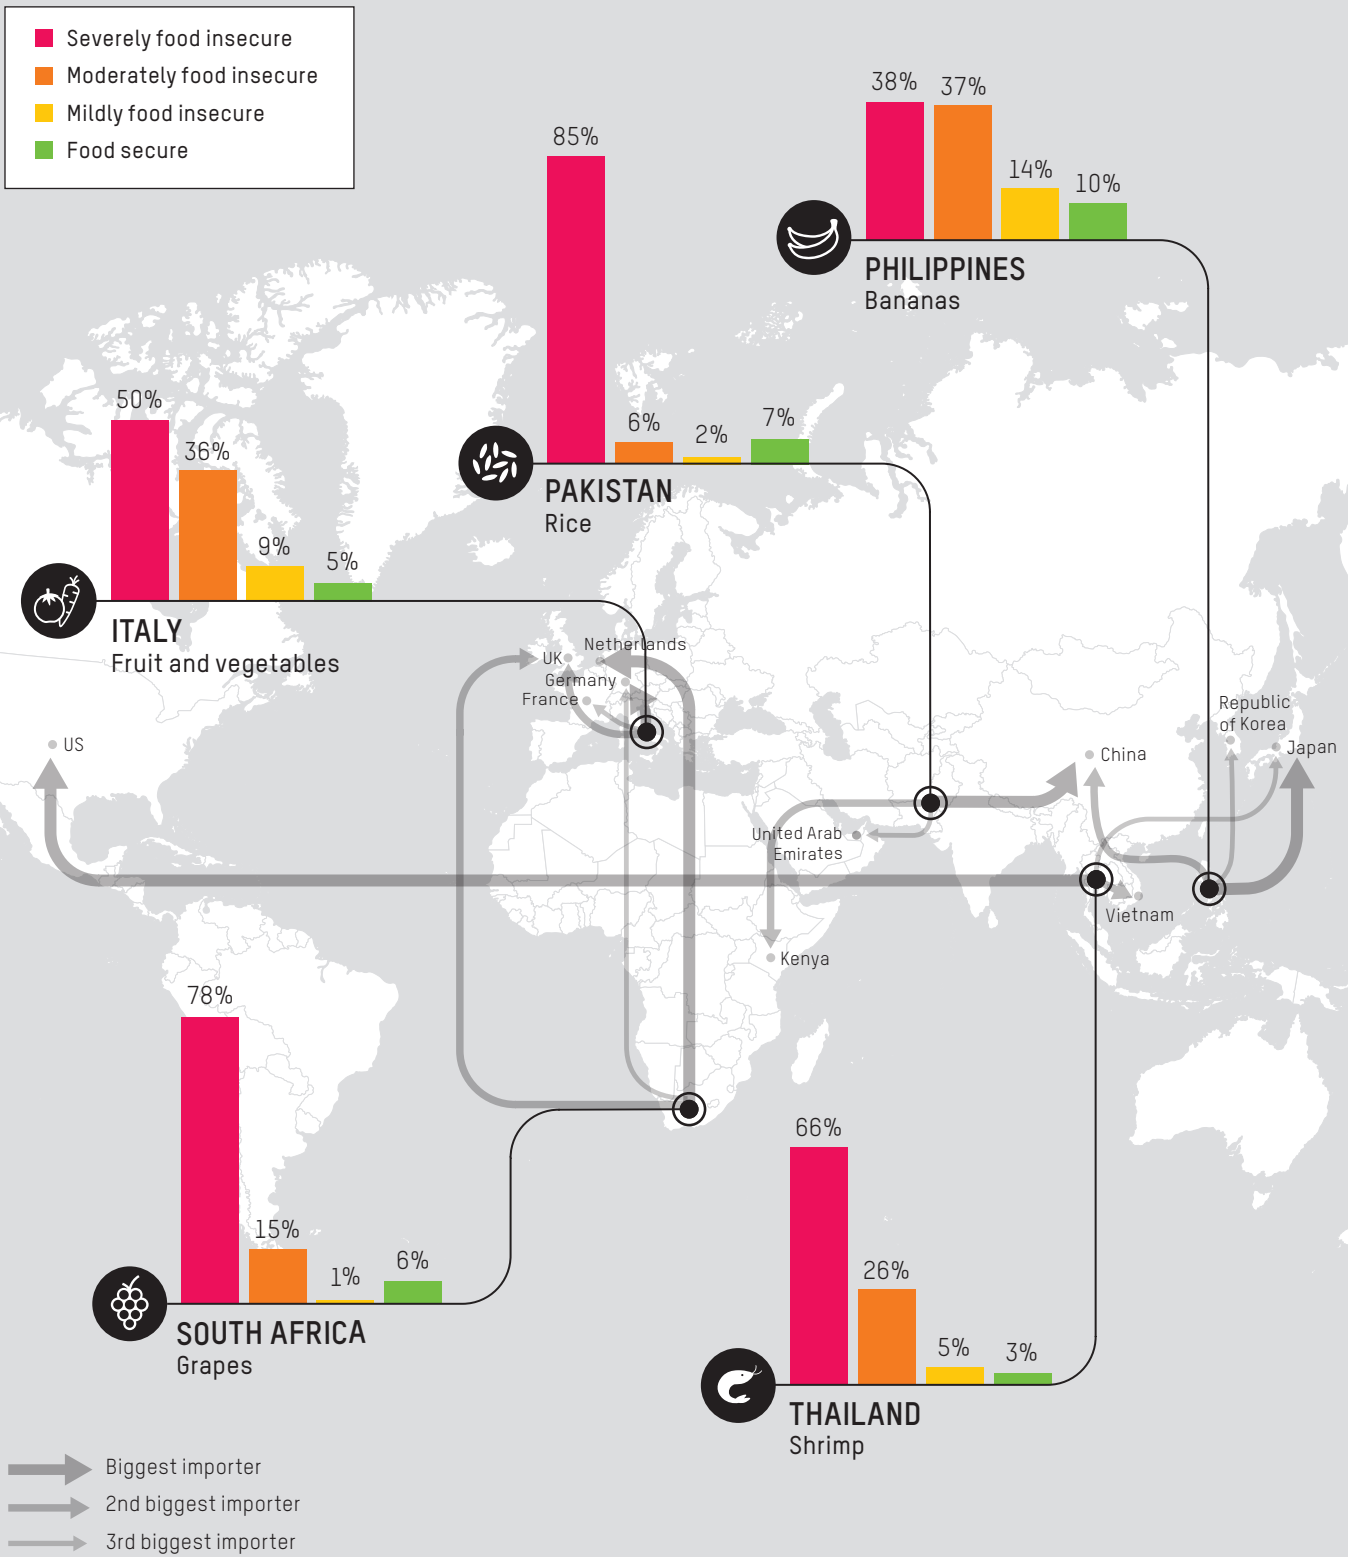 Severely food insecure
Moderately food insecure
Mildly food insecure
Food secure
38% 37%
14%
10%
PHILIPPINES
Bananas
85%
6%
2%
7%
PAKISTAN
Rice
50%
36%
9%
5%
ITALY
Fruit and vegetables
Netherlands
UK
Germany
France
US
Republic
of Korea
Japan
China
United Arab
Emirates
Vietnam
Kenya
78%
15%
1%
6%
SOUTH AFRICA
Grapes
66%
26%
5%
3%
THAILAND
Shrimp
Biggest importer
2nd biggest importer
3rd biggest importer